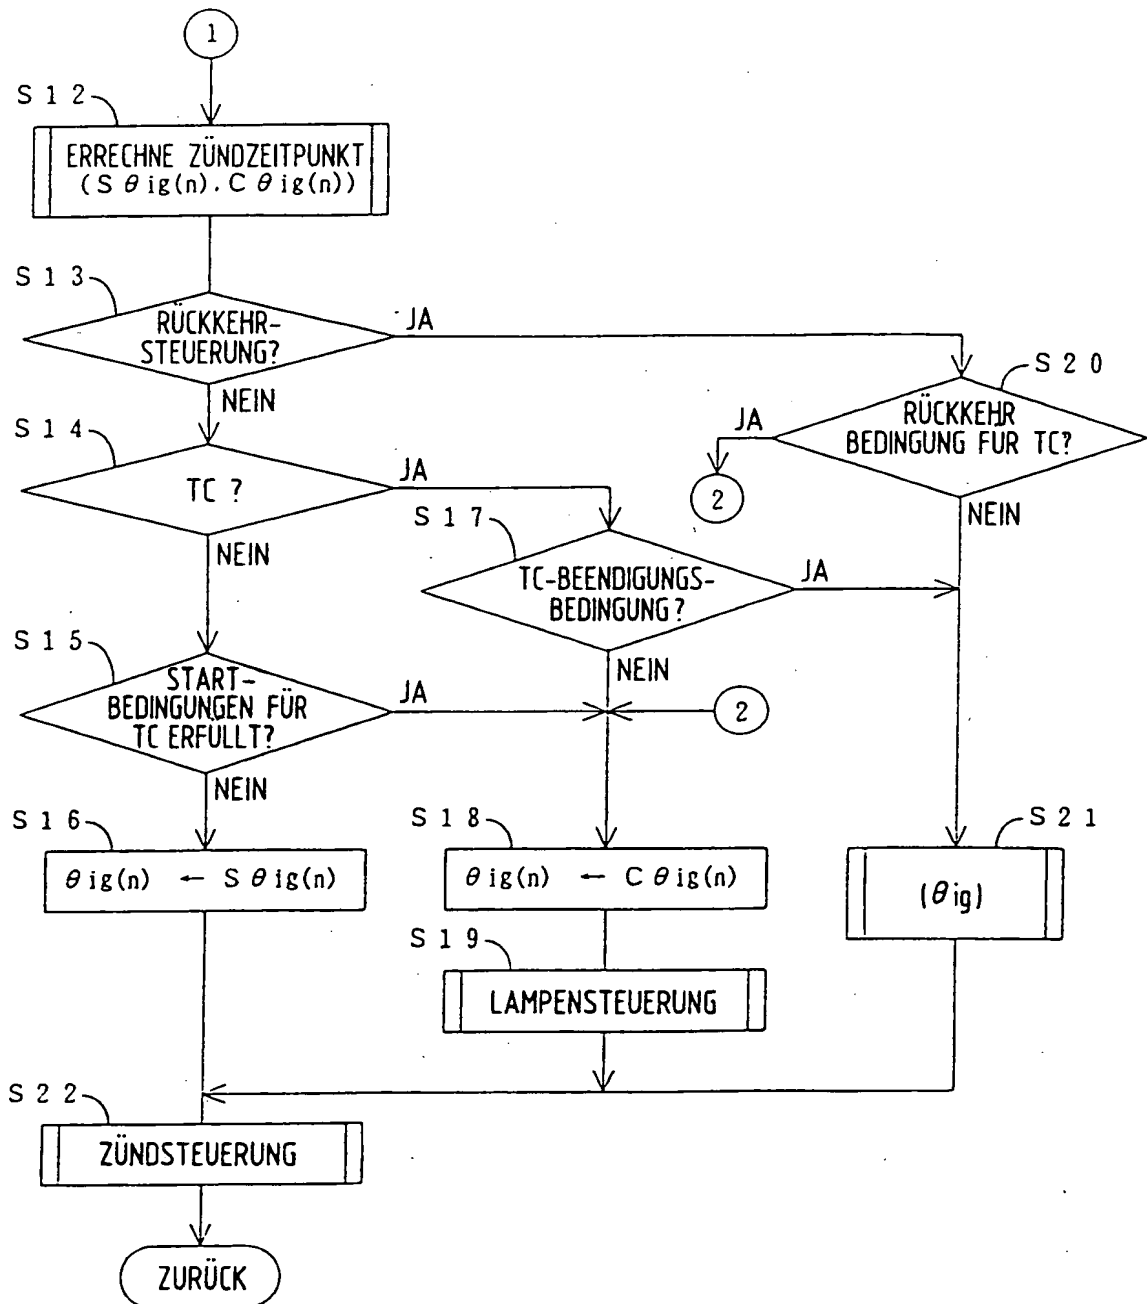 1
S12
ERRECHNE ZÜNDZEITPUNKT
(S θ ig(n). C θ ig(n))
S13
RÜCKKEHR-
STEUERUNG?
JA
NEIN
S20
RÜCKKEHR
BEDINGUNG FÜR TC?
JA
2
NEIN
S14
TC ?
JA
NEIN
S17
TC-BEENDIGUNGS-
BEDINGUNG?
JA
NEIN
S15
START-
BEDINGUNGEN FÜR
TC ERFÜLLT?
JA
2
NEIN
S16
θ ig(n) ← S θ ig(n)
S18
θ ig(n) ← C θ ig(n)
S21
(θ ig)
S19
LAMPENSTEUERUNG
S22
ZÜNDSTEUERUNG
ZURÜCK